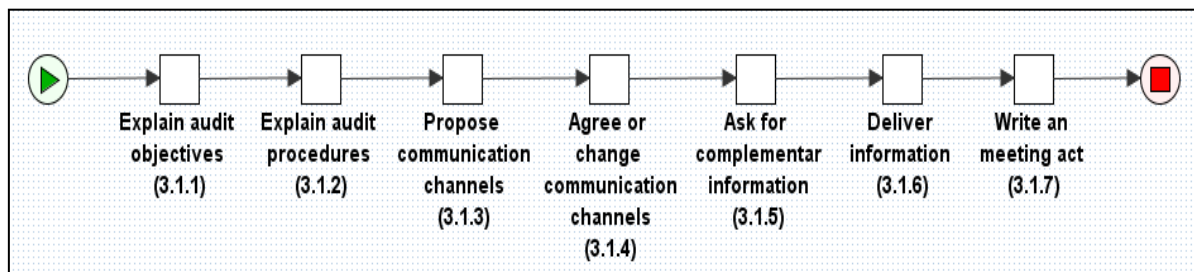 Explain audit
objectives
(3.1.1)
Explain audit
procedures
(3.1.2)
Propose
communication
channels
(3.1.3)
Agree or
change
communication
channels
(3.1.4)
Ask for
complementar
information
(3.1.5)
Deliver
information
(3.1.6)
Write an
meeting act
(3.1.7)